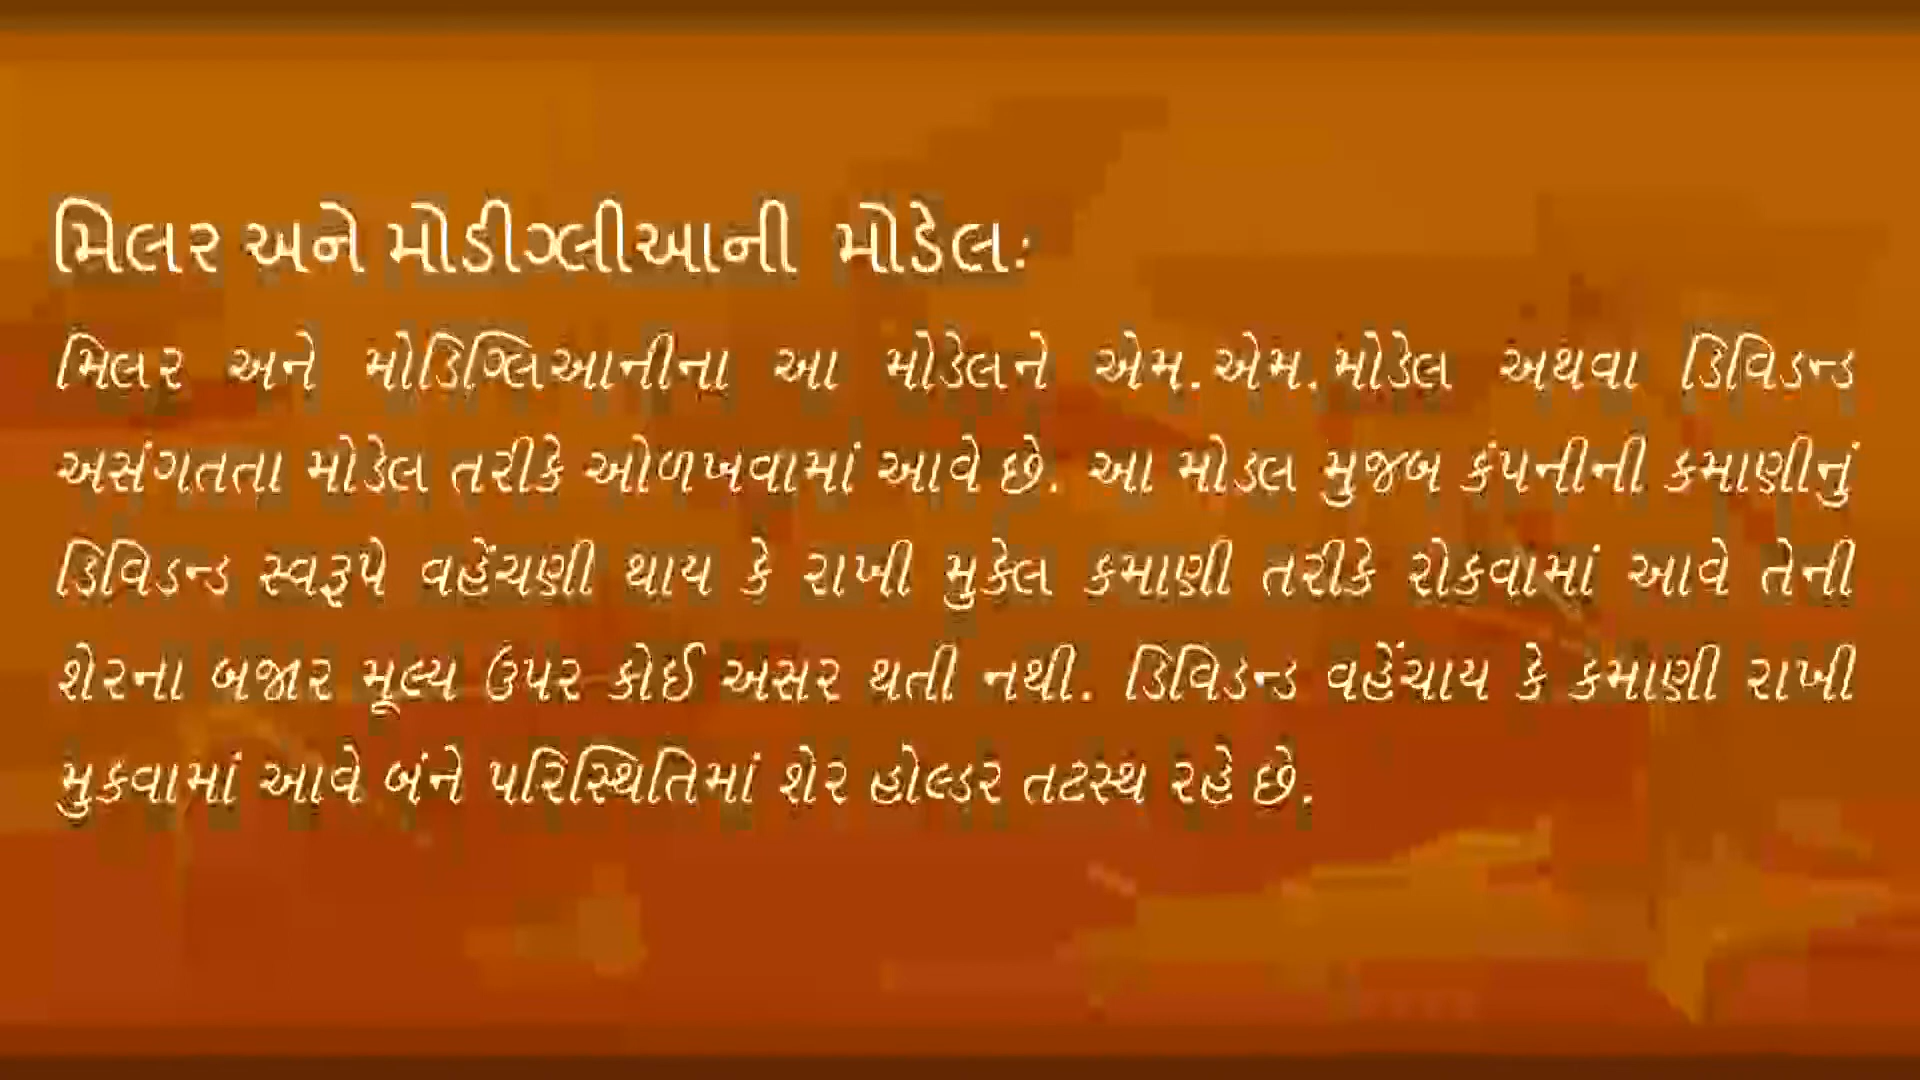 મિલર અને મોડીગ્લીઆની મોડેલઃ
મિલર અને મોડિગ્લિઆનીના આ મોડેલને એમ.એમ.મોડેલ અથવા ડિવિડન્ડ
અસંગતતા મોડેલ તરીકે ઓળખવામાં આવે છે. આ મોડલ મુજબ કંપનીની કમાણીનું
ડિવિડન્ડ સ્વરૂપે વહેંચણી થાય કે રાખી મુકેલ કમાણી તરીકે રોકવામાં આવે તેની
શેરના બજાર મૂલ્ય ઉપર કોઈ અસર થતી નથી. ડિવિડન્ડ વહેંચાય કે કમાણી રાખી
મુકવામાં આવે બંને પરિસ્થિતિમાં શેર હોલ્ડર તટસ્થ રહે છે.